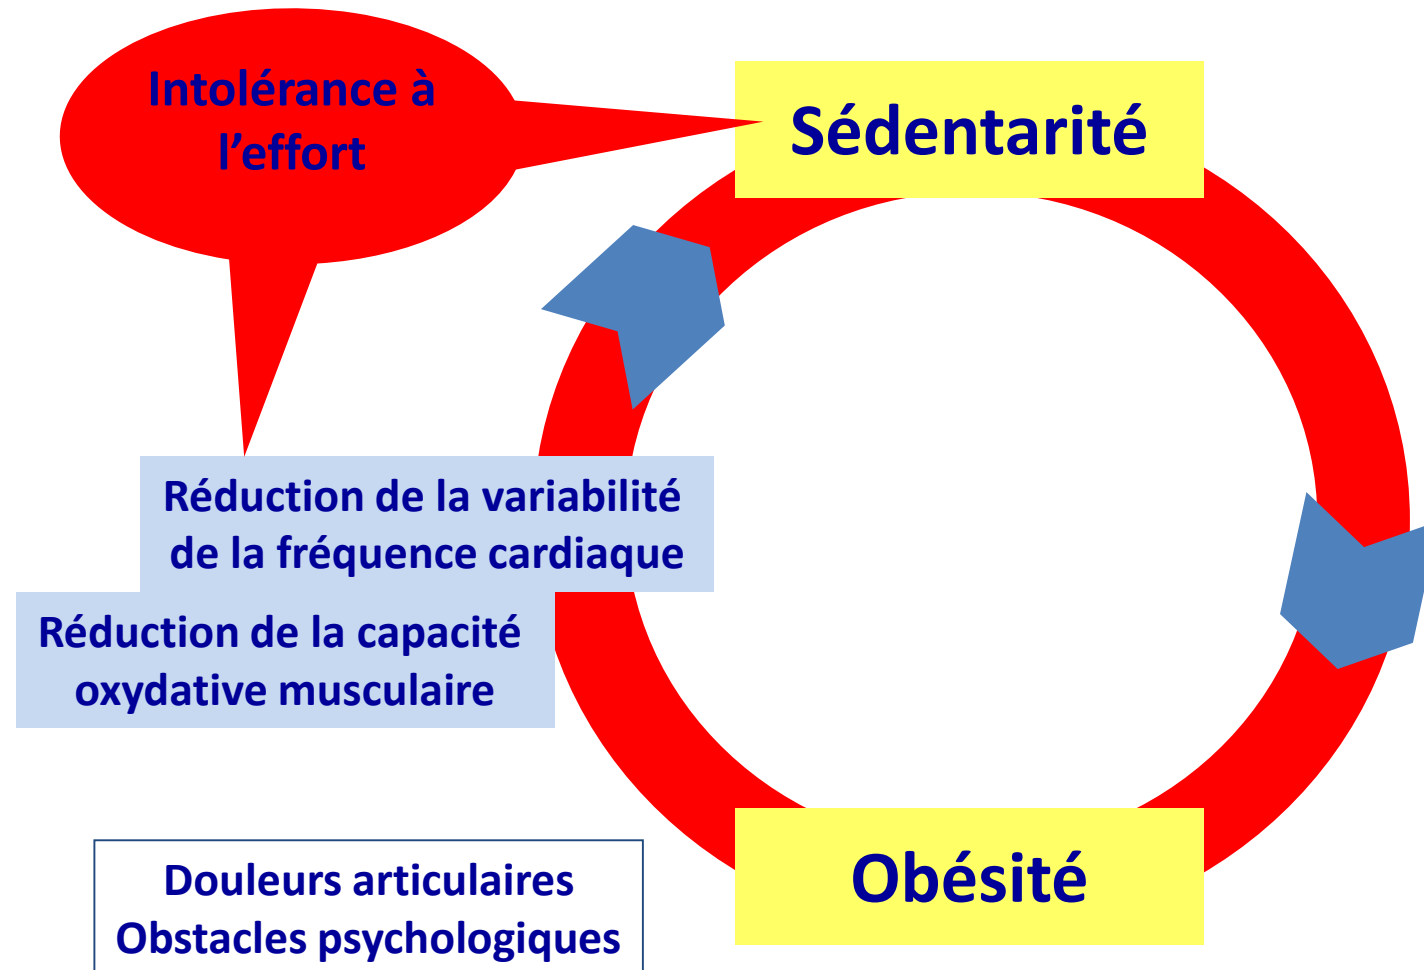 Intolérance à
l’effort
Sédentarité
Réduction de la variabilité
de la fréquence cardiaque
Réduction de la capacité
oxydative musculaire
Douleurs articulaires
Obstacles psychologiques
Obésité